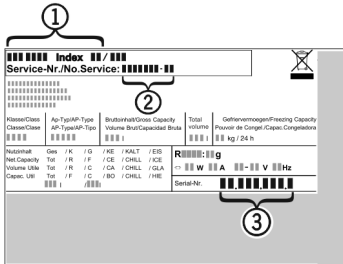 1
Index /
Service-Nr./No.Service: -
2
Klasse/Class Ap-Typ/AP-Type Bruttoinhalt/Gross Capacity Total Gefriervermoegen/Freezing Capacity
Classe/Clase AP-Type/AP-Tipo Volume Brut/Capacidad Bruta volume Pouvoir de Congel./Capac.Congeladora
l l kg / 24 h
Nutzinhalt Ges / K / G / KE / KALT / EIS
Net.Capacity Tot / R / F / CE / CHILL / ICE
Volume Utile Tot / F / C / CA / CHILL / GLA
Capac. Util Tot / R / C / BO / CHILL / HIE
l / l
R : g
W A - V Hz
Serial-Nr. . .
3